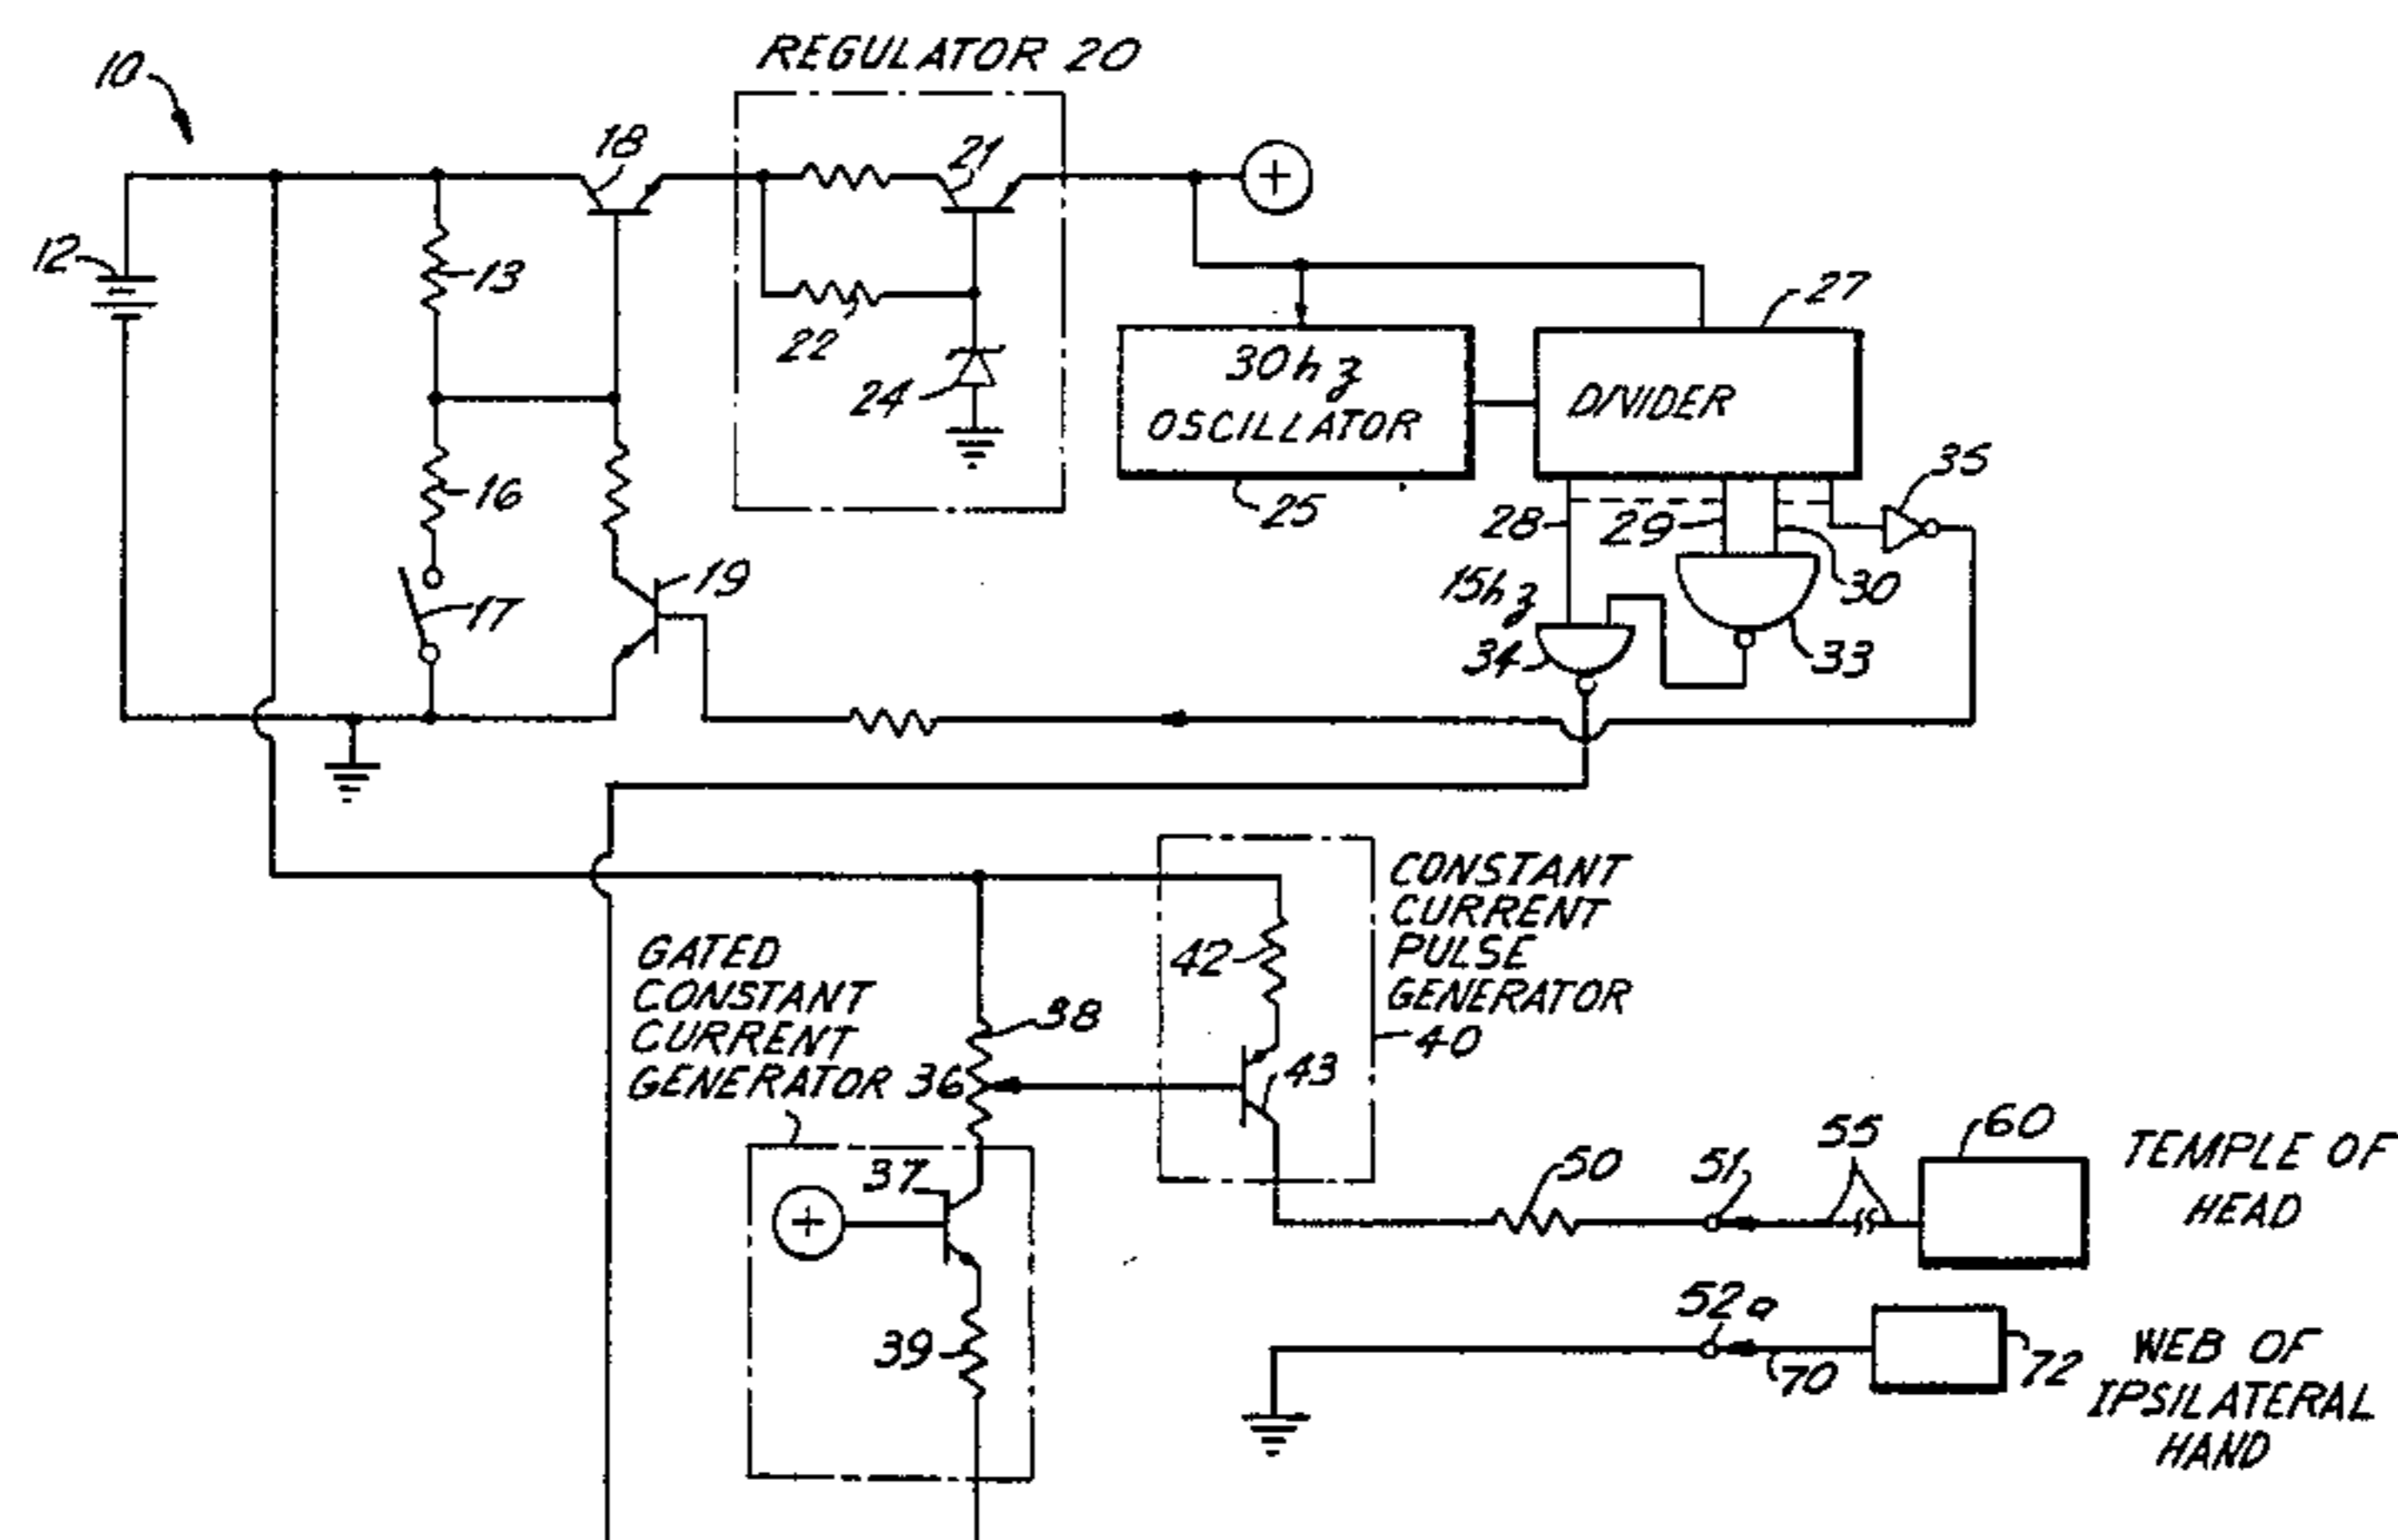 REGULATOR 20
10
18
21
+
12
13
22
24
27
30hz
OSCILLATOR
DIVIDER
25
35
16
28
29
30
17
19
15hz
34
33
CONSTANT
CURRENT
PULSE
GENERATOR
40
42
43
GATED
CONSTANT
CURRENT
GENERATOR 36
38
37
+
39
50
51
55
60
TEMPLE OF
HEAD
52a
70
72
WEB OF
IPSILATERAL
HAND